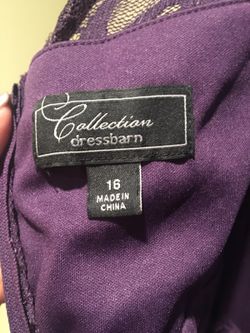 Collection
dressbarn
16
MADE IN
CHINA